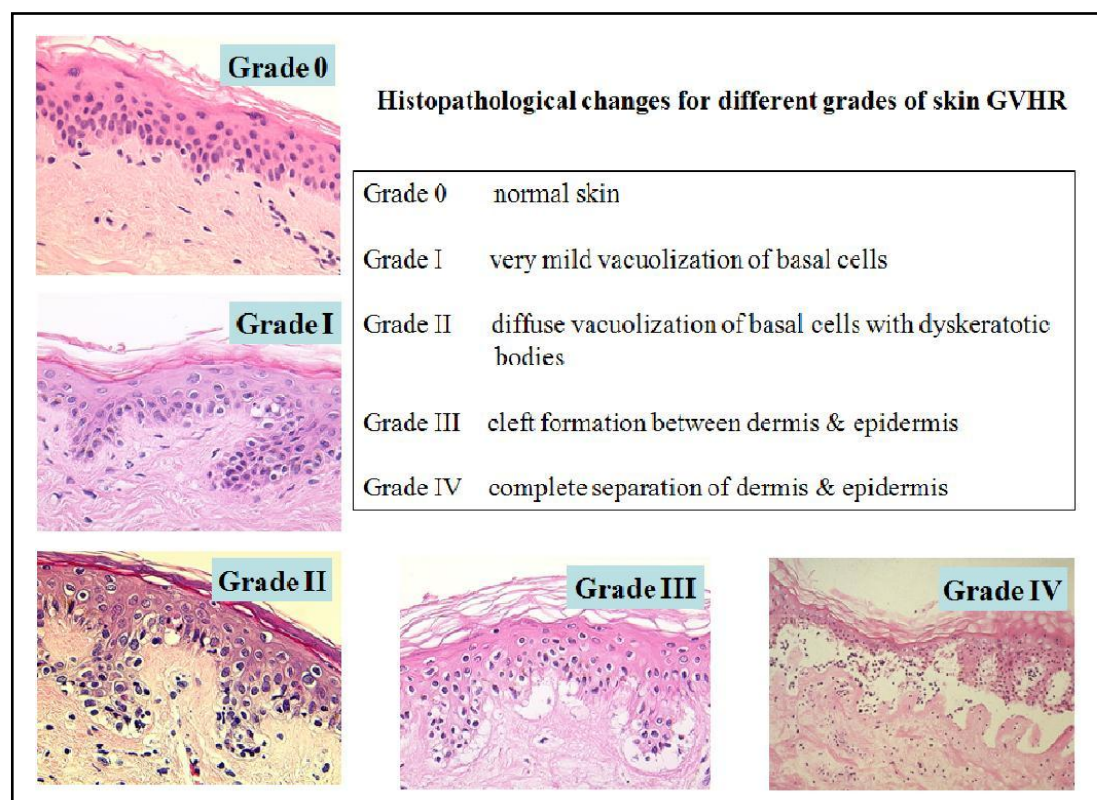 Grade 0
Histopathological changes for different grades of skin GVHR
Grade 0 normal skin
Grade I very mild vacuolization of basal cells
Grade I
Grade II diffuse vacuolization of basal cells with dyskeratotic
bodies
Grade III cleft formation between dermis & epidermis
Grade IV complete separation of dermis & epidermis
Grade II
Grade III
Grade IV